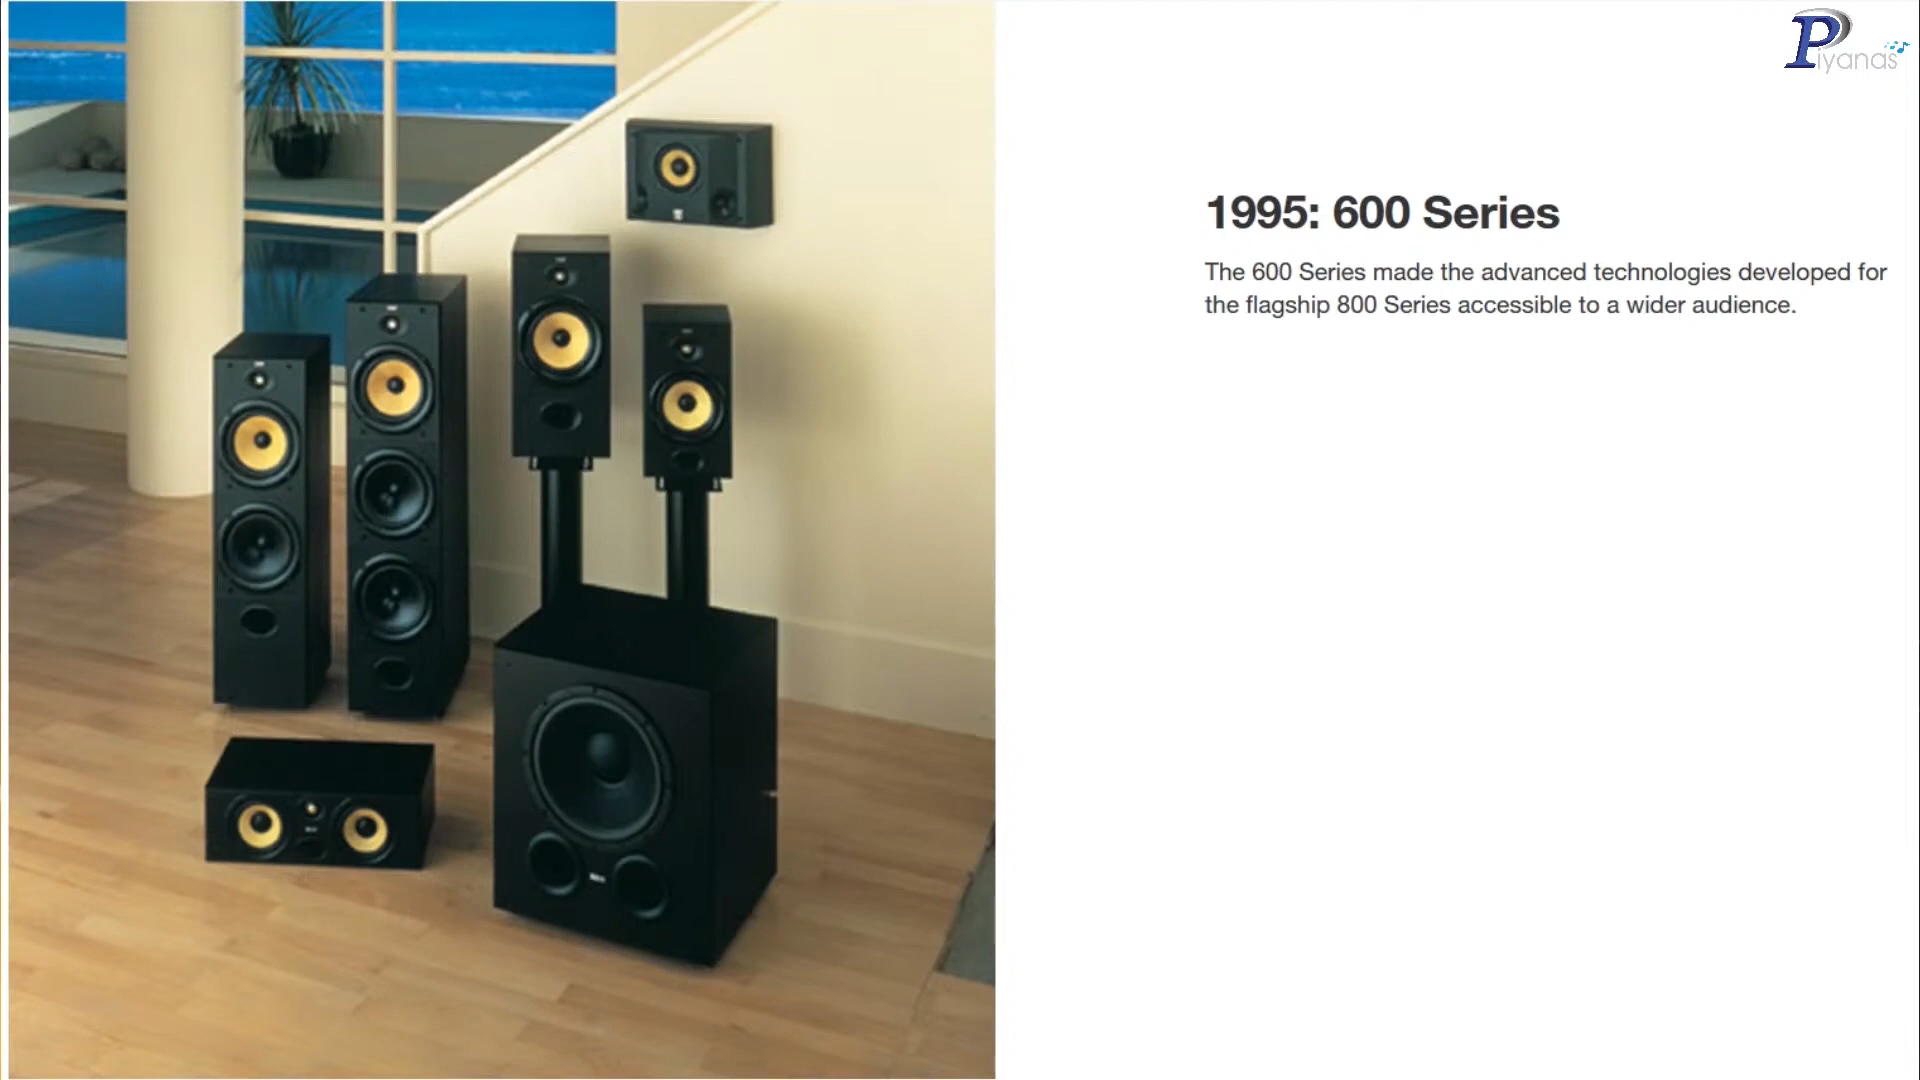 Piyanas
1995: 600 Series
The 600 Series made the advanced technologies developed for
the flagship 800 Series accessible to a wider audience.